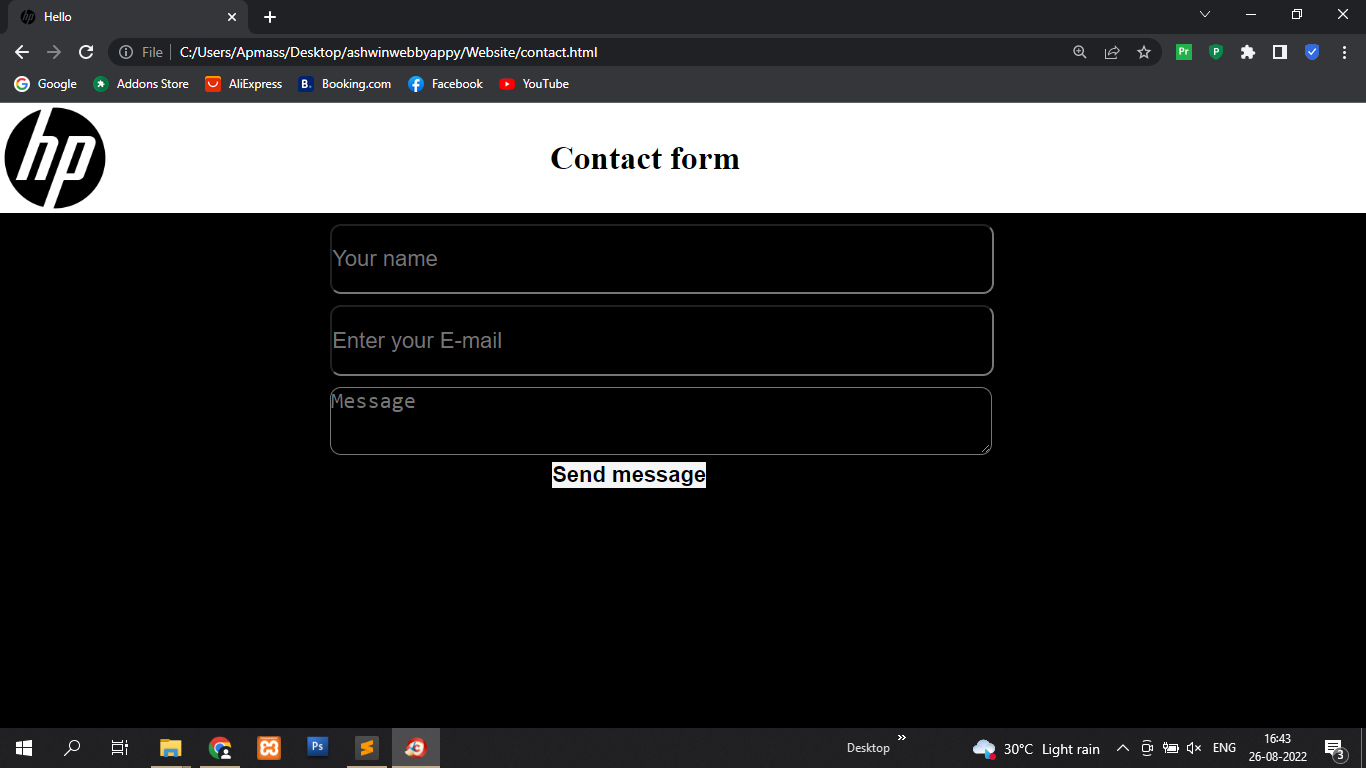 Hello
File C:/Users/Apmass/Desktop/ashwinwebbyappy/Website/contact.html
Pr P
Google Addons Store B. Booking.com AliExpress Facebook YouTube
hp
Contact form
Your name
Enter your E-mail
Message
Send message
Ps Desktop 30°C Light rain ENG 16:43
26-08-2022 3